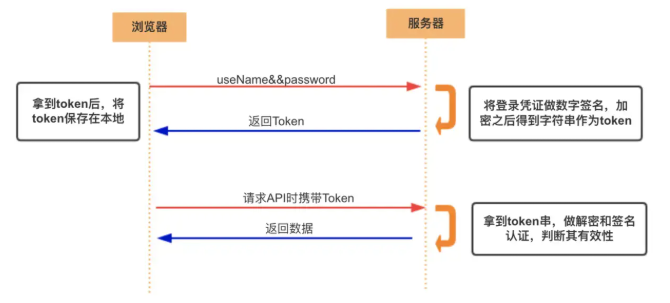 浏览器
服务器
useName&&password
拿到token后，将
token保存在本地
将登录凭证做数字签名，加
密之后得到字符串作为token
返回Token
请求API时携带Token
返回数据
拿到token串，做解密和签名
认证，判断其有效性